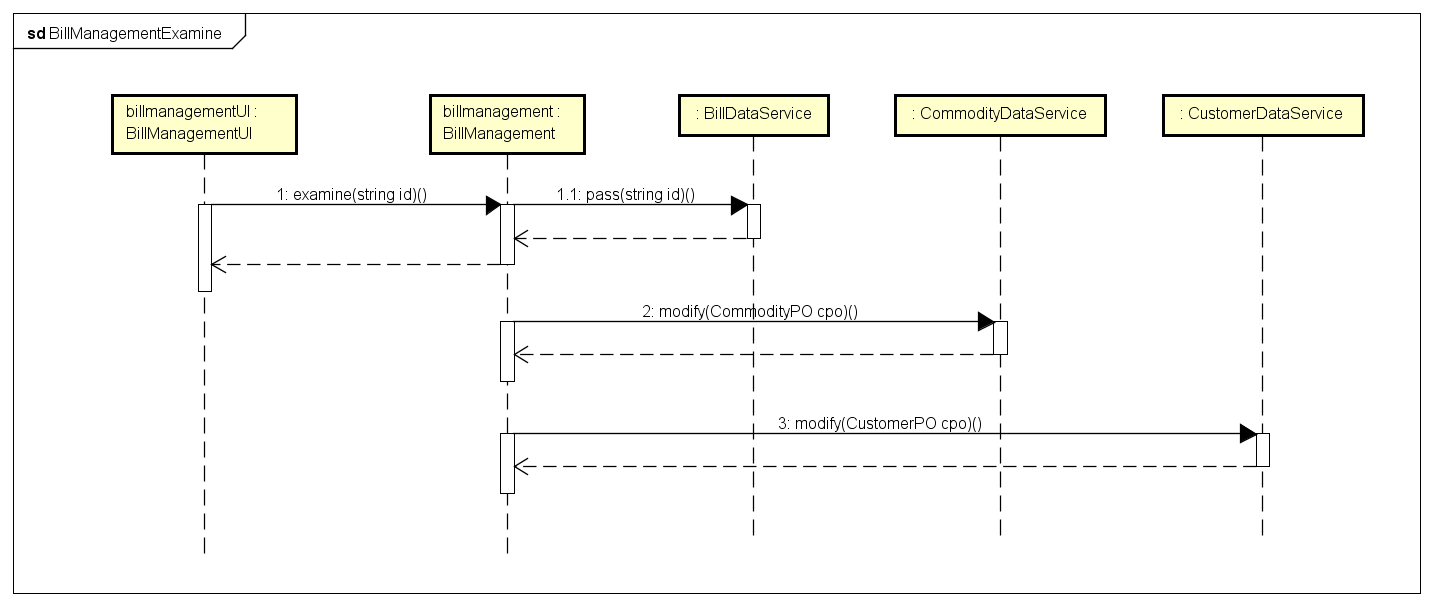 sd BillManagementExamine
billmanagementUI :
BillManagementUI
billmanagement :
BillManagement
: BillDataService
: CommodityDataService
: CustomerDataService
1: examine(string id)()
1.1: pass(string id)()
2: modify(CommodityPO cpo)()
3: modify(CustomerPO cpo)()